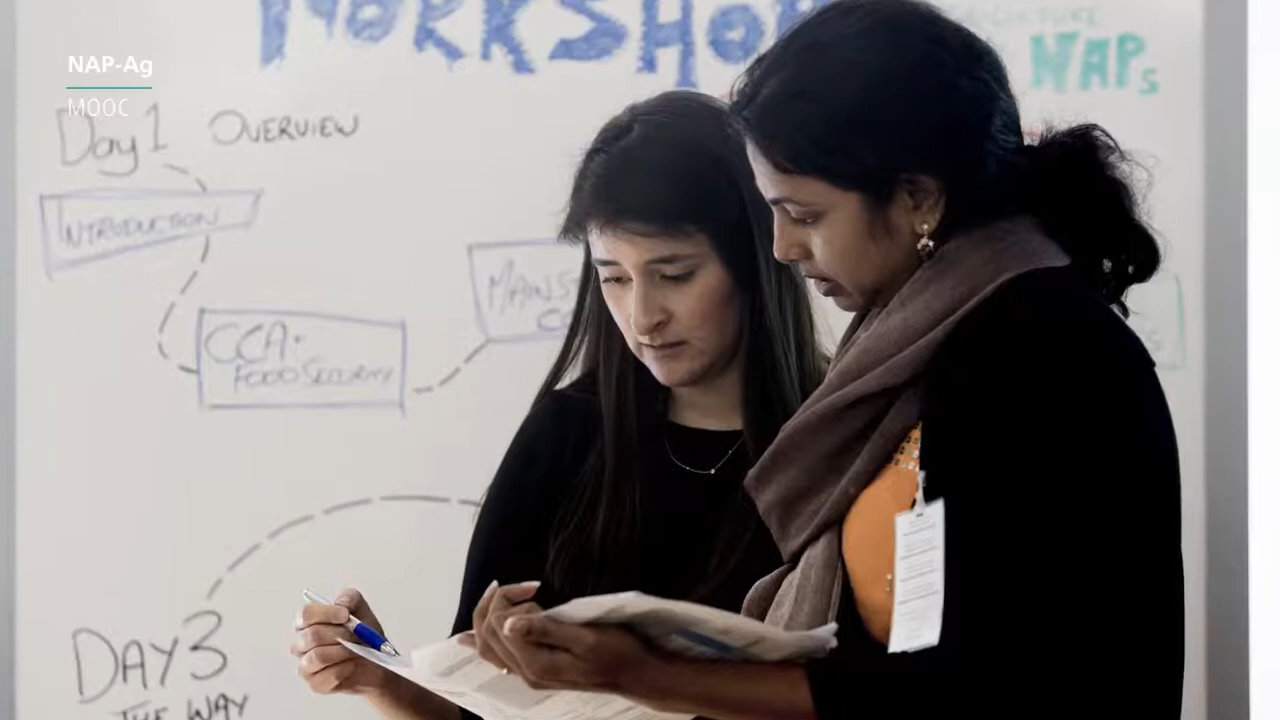 WORKSHOP
NAPs
NAP-Ag
MOOC
Day 1 OVERVIEW
INTRODUCTION
CCA.
FOOD SECURITY
DAY 3
THE WAY